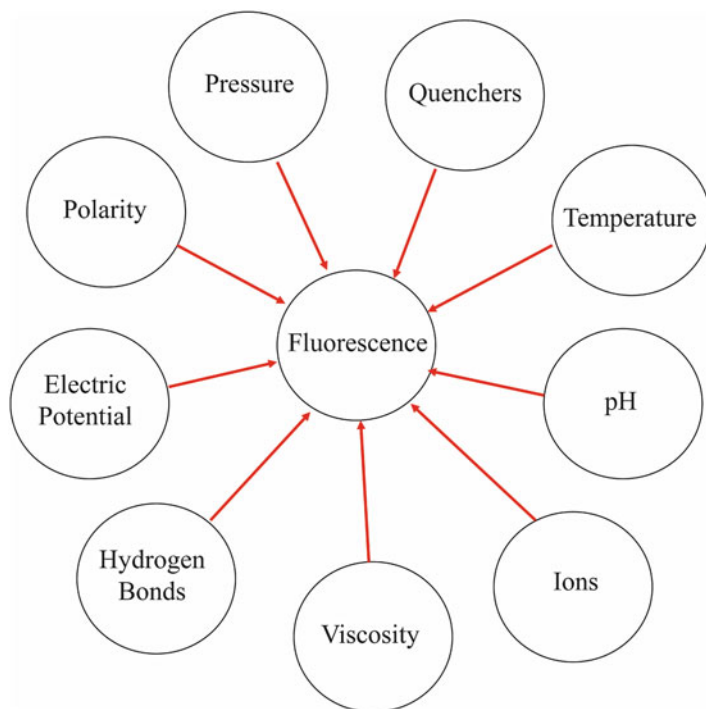 Pressure
Quenchers
Polarity
Temperature
Fluorescence
Electric
Potential
pH
Hydrogen
Bonds
Ions
Viscosity